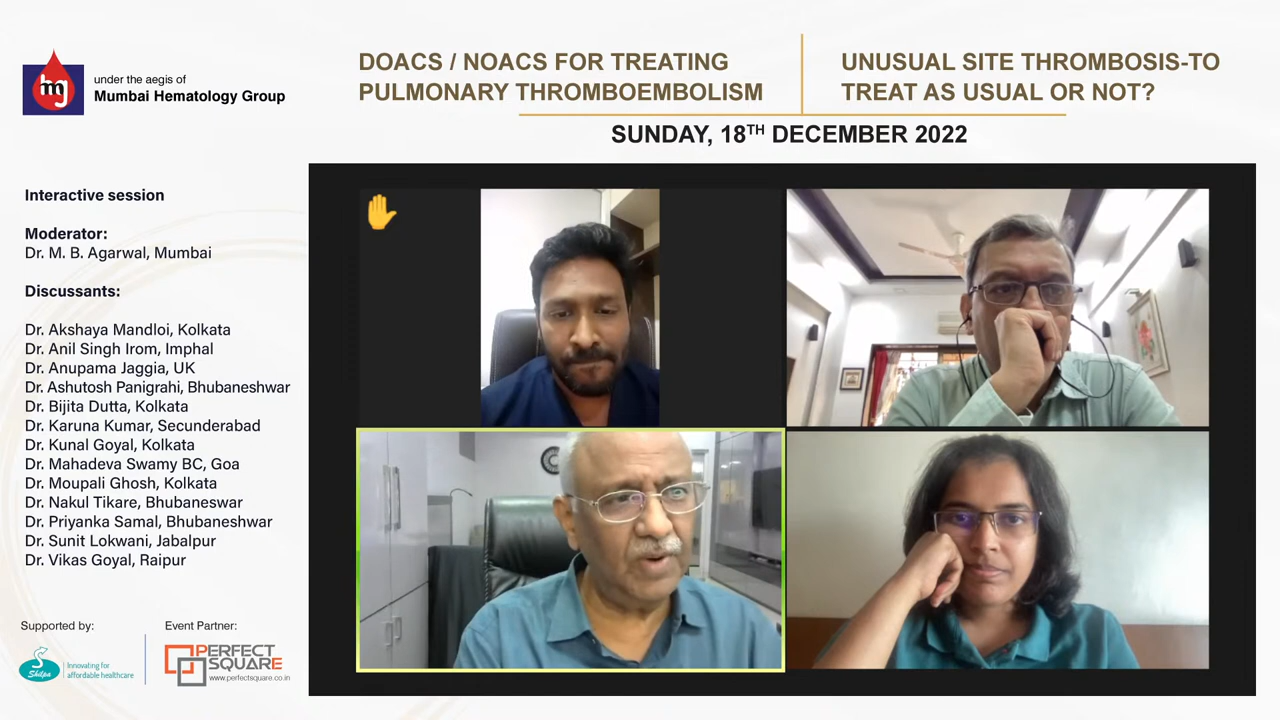 mg
under the aegis of
Mumbai Hematology Group
DOACS / NOACS FOR TREATING
PULMONARY THROMBOEMBOLISM
UNUSUAL SITE THROMBOSIS-TO
TREAT AS USUAL OR NOT?
SUNDAY, 18TH DECEMBER 2022
Interactive session
Moderator:
Dr. M. B. Agarwal, Mumbai
Discussants:
Dr. Akshaya Mandloi, Kolkata
Dr. Anil Singh Irom, Imphal
Dr. Anupama Jaggia, UK
Dr. Ashutosh Panigrahi, Bhubaneshwar
Dr. Bijita Dutta, Kolkata
Dr. Karuna Kumar, Secunderabad
Dr. Kunal Goyal, Kolkata
Dr. Mahadeva Swamy BC, Goa
Dr. Moupali Ghosh, Kolkata
Dr. Nakul Tikare, Bhubaneswar
Dr. Priyanka Samal, Bhubaneshwar
Dr. Sunit Lokwani, Jabalpur
Dr. Vikas Goyal, Raipur
Supported by:
Shilpa
Innovating for
affordable healthcare
Event Partner:
PERFECT
SQUARE
www.perfectsquare.co.in